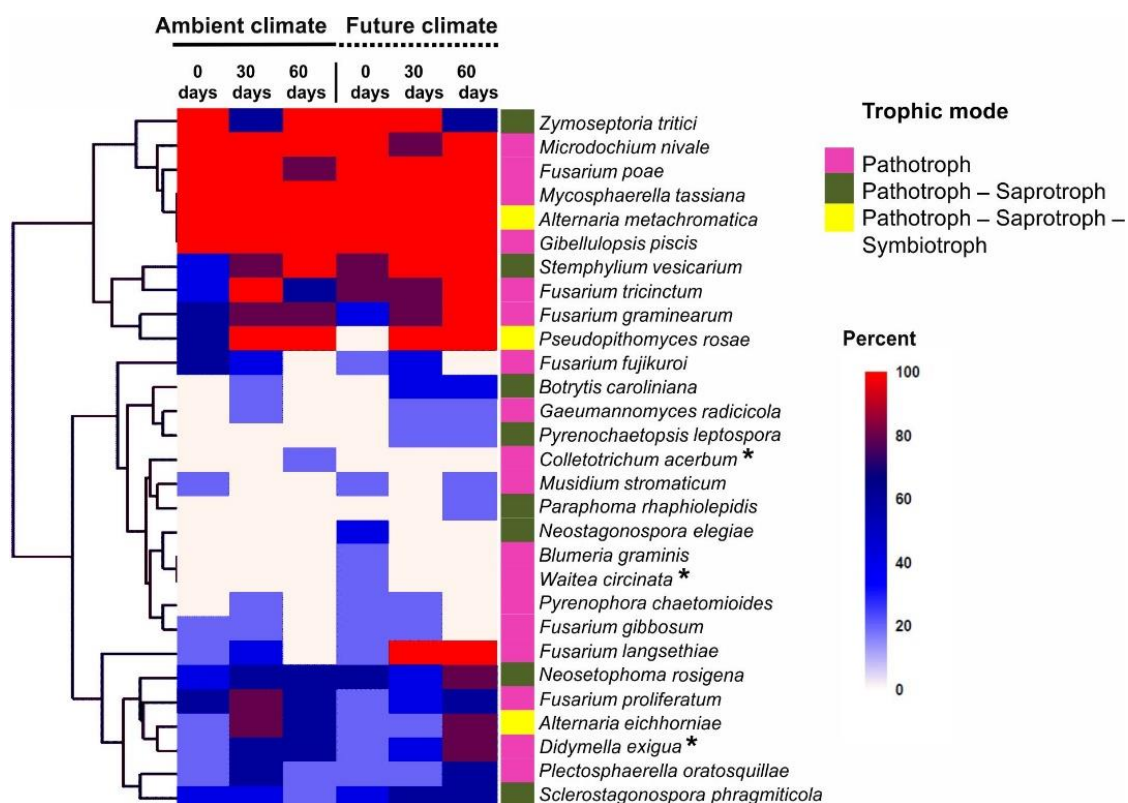 Ambient climate Future climate
0 30 60 0 30 60
days days days days days days
Zymoseptoria tritici
Microdochium nivale
Fusarium poae
Mycosphaerella tassiana
Alternaria metachromatica
Gibellulopsis piscis
Stemphylium vesicarium
Fusarium tricinctum
Fusarium graminearum
Pseudopithomyces rosae
Fusarium fujikuroi
Botrytis caroliniana
Gaeumannomyces radicicola
Pyrenochaetopsis leptospora
Colletotrichum acerbum *
Musidium stromaticum
Paraphoma rhaphiolepidis
Neostagonospora elegiae
Blumeria graminis
Waitea circinata *
Pyrenophora chaetomioides
Fusarium gibbosum
Fusarium langsethiae
Neosetophoma rosigena
Fusarium proliferatum
Alternaria eichhorniae
Didymella exigua *
Plectosphaerella oratosquillae
Sclerostagonospora phragmiticola
Trophic mode
Pathotroph
Pathotroph – Saprotroph
Pathotroph – Saprotroph –
Symbiotroph
Percent
100
80
60
40
20
0